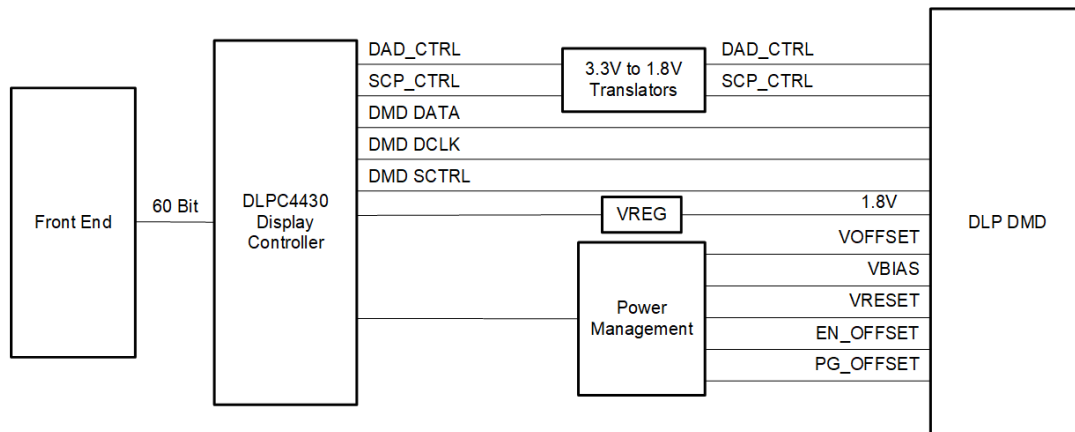 Front End
60 Bit
DLPC4430
Display
Controller
DAD_CTRL
SCP_CTRL
DMD DATA
DMD DCLK
DMD SCTRL
3.3V to 1.8V
Translators
DAD_CTRL
SCP_CTRL
VREG
1.8V
Power
Management
VOFFSET
VBIAS
VRESET
EN_OFFSET
PG_OFFSET
DLP DMD